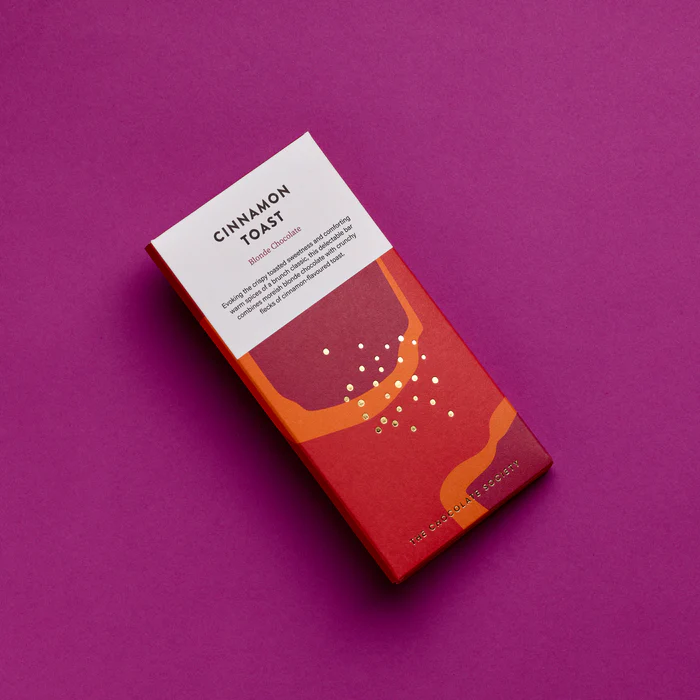 CINNAMON
TOAST
Blonde Chocolate
Evoking the crispy toasted sweetness and comforting
warm spices of a brunch classic, this delectable bar
combines moreish blonde chocolate with crunchy
flecks of cinnamon-flavoured toast.
THE CHOCOLATE SOCIETY